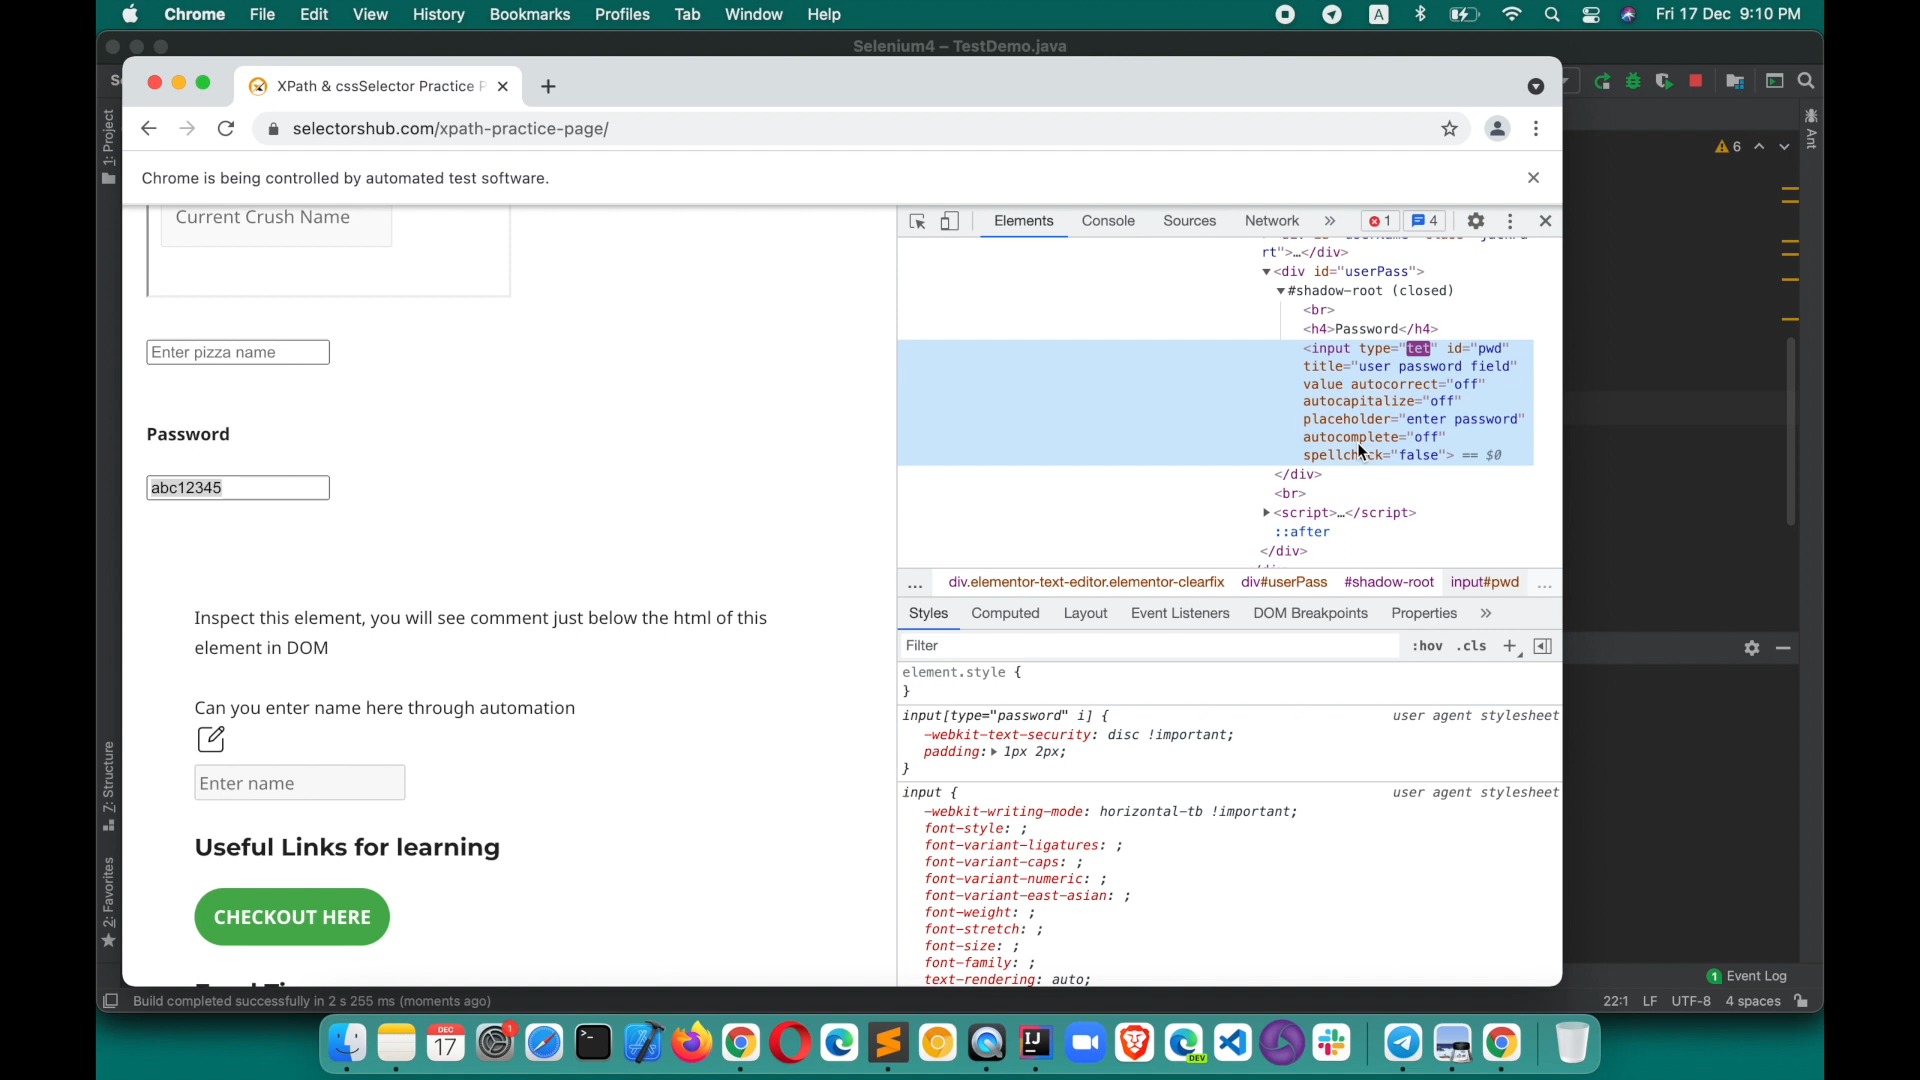 Chrome File Edit View History Bookmarks Profiles Tab Window Help A Fri 17 Dec 9:10 PM
Selenium4 – TestDemo.java
XPath & cssSelector Practice P
selectorshub.com/xpath-practice-page/
Chrome is being controlled by automated test software.
1: Project
Z: Structure
2: Favorites
Ant
6
Current Crush Name
Enter pizza name
Password
abc12345
Inspect this element, you will see comment just below the html of this
element in DOM
Can you enter name here through automation
Enter name
Useful Links for learning
CHECKOUT HERE
Elements Console Sources Network » 1 4
rt">…</div>
<div id="userPass">
#shadow-root (closed)
<br>
<h4>Password</h4>
<input type="tet" id="pwd"
title="user password field"
value autocorrect="off"
autocapitalize="off"
placeholder="enter password"
autocomplete="off"
spellcheck="false"> == $0
</div>
<br>
<script>…</script>
::after
</div>
... div.elementor-text-editor.elementor-clearfix div#userPass #shadow-root input#pwd ...
Styles Computed Layout Event Listeners DOM Breakpoints Properties »
Filter :hov .cls +
element.style {
}
input[type="password" i] { user agent stylesheet
-webkit-text-security: disc !important;
padding: 1px 2px;
}
input { user agent stylesheet
-webkit-writing-mode: horizontal-tb !important;
font-style: ;
font-variant-ligatures: ;
font-variant-caps: ;
font-variant-numeric: ;
font-variant-east-asian: ;
font-weight: ;
font-stretch: ;
font-size: ;
font-family: ;
text-rendering: auto;
1 Event Log
Build completed successfully in 2 s 255 ms (moments ago) 22:1 LF UTF-8 4 spaces
DEC
17
1
IJ
DEV